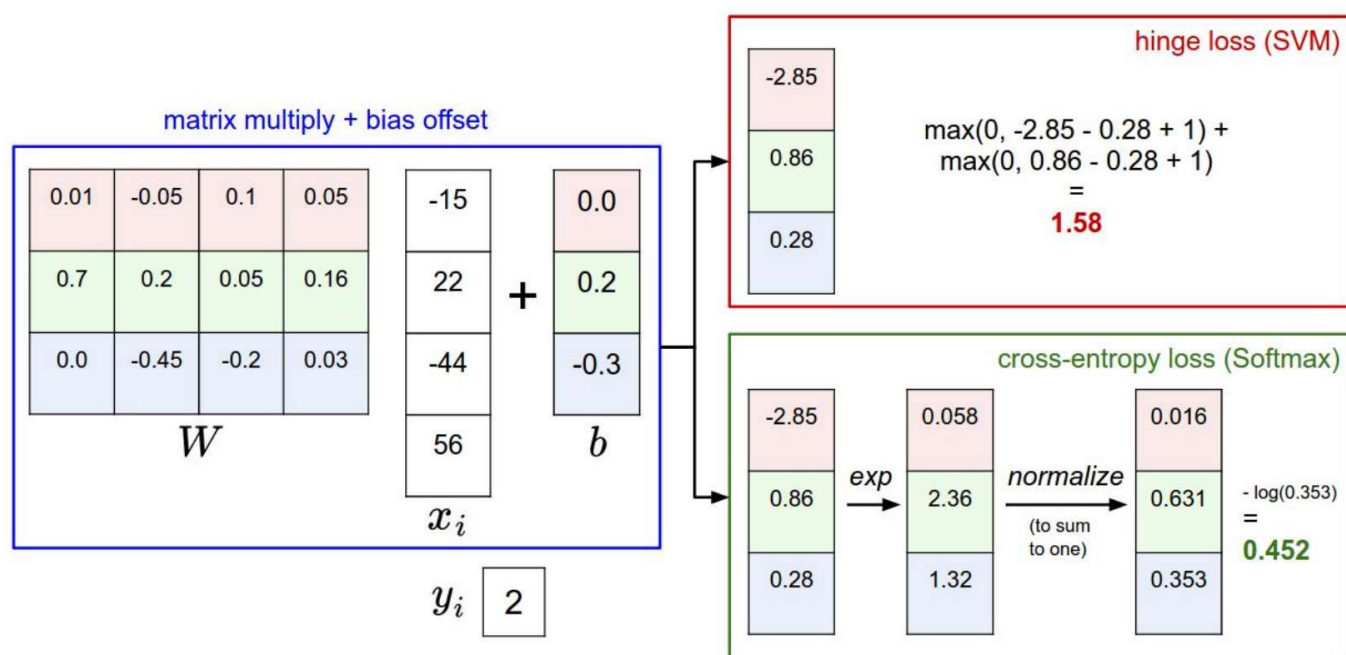 matrix multiply + bias offset
0.01 -0.05 0.1 0.05
0.7 0.2 0.05 0.16
0.0 -0.45 -0.2 0.03
W
-15
22
-44
56
x_i
+
0.0
0.2
-0.3
b
y_i 2
hinge loss (SVM)
-2.85
0.86
0.28
max(0, -2.85 - 0.28 + 1) +
max(0, 0.86 - 0.28 + 1)
=
1.58
cross-entropy loss (Softmax)
-2.85
0.86
0.28
exp
0.058
2.36
1.32
normalize
(to sum
to one)
0.016
0.631
0.353
- log(0.353)
=
0.452